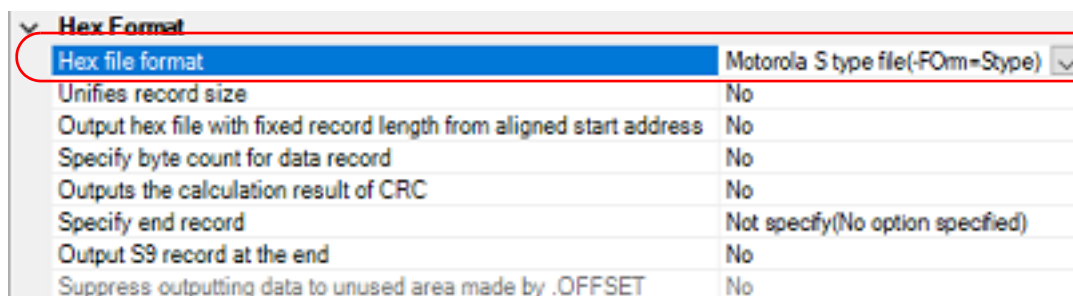 Hex Format
Hex file format Motorola S type file(-FOrm=Stype)
Unifies record size No
Output hex file with fixed record length from aligned start address No
Specify byte count for data record No
Outputs the calculation result of CRC No
Specify end record Not specify(No option specified)
Output S9 record at the end No
Suppress outputting data to unused area made by .OFFSET No